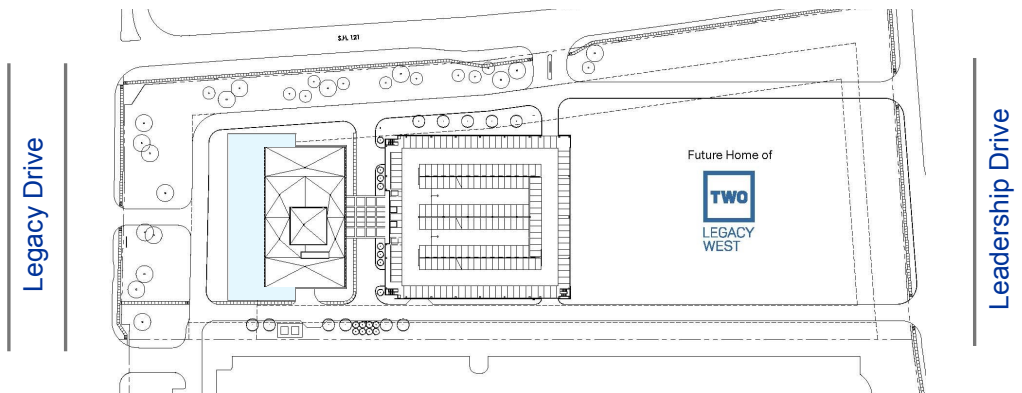 S.H. 121
Legacy Drive
Future Home of
TWO
LEGACY
WEST
Leadership Drive